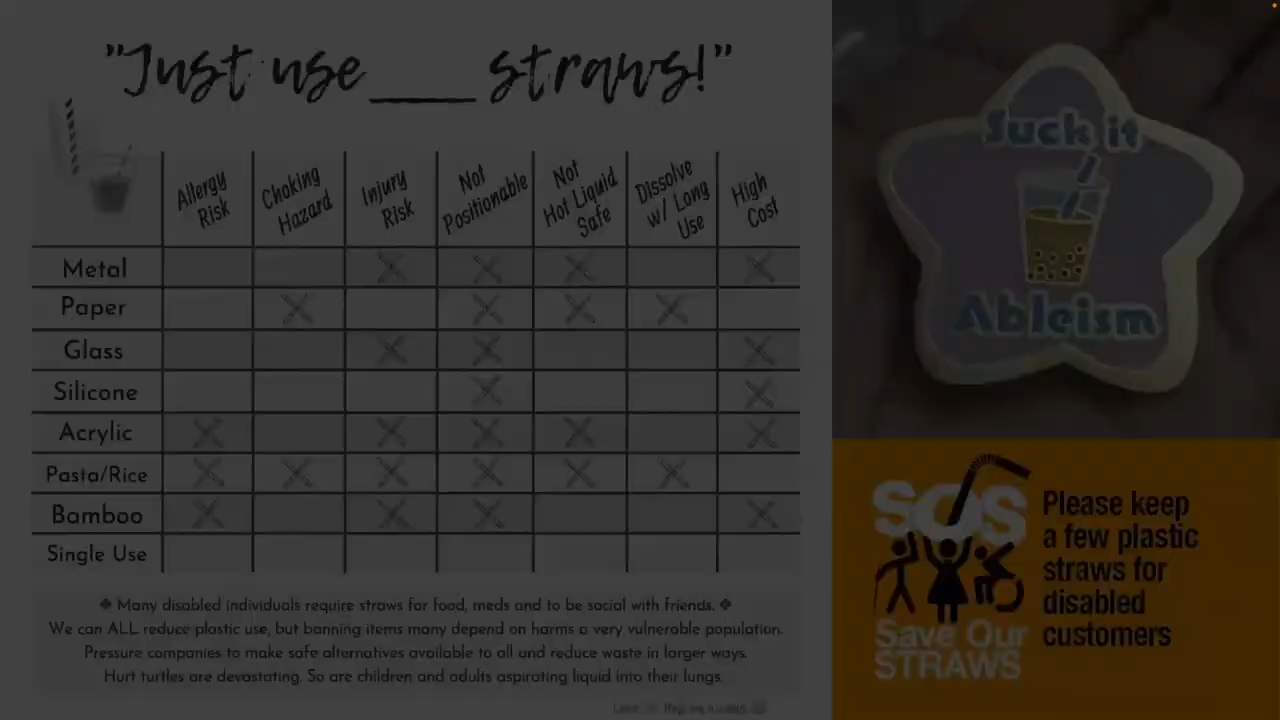 "Just use ____ straws!"
Allergy Risk
Choking Hazard
Injury Risk
Not Positionable
Not Hot Liquid Safe
Dissolve w/ Long Use
High Cost
Metal X X X X
Paper X X X X
Glass X X X
Silicone X X
Acrylic X X X X X
Pasta/Rice X X X X X X
Bamboo X X X X
Single Use
❖ Many disabled individuals require straws for food, meds and to be social with friends. ❖
We can ALL reduce plastic use, but banning items many depend on harms a very vulnerable population.
Pressure companies to make safe alternatives available to all and reduce waste in larger ways.
Hurt turtles are devastating. So are children and adults aspirating liquid into their lungs.
Suck it
Ableism
SOS
Save Our
STRAWS
Please keep
a few plastic
straws for
disabled
customers